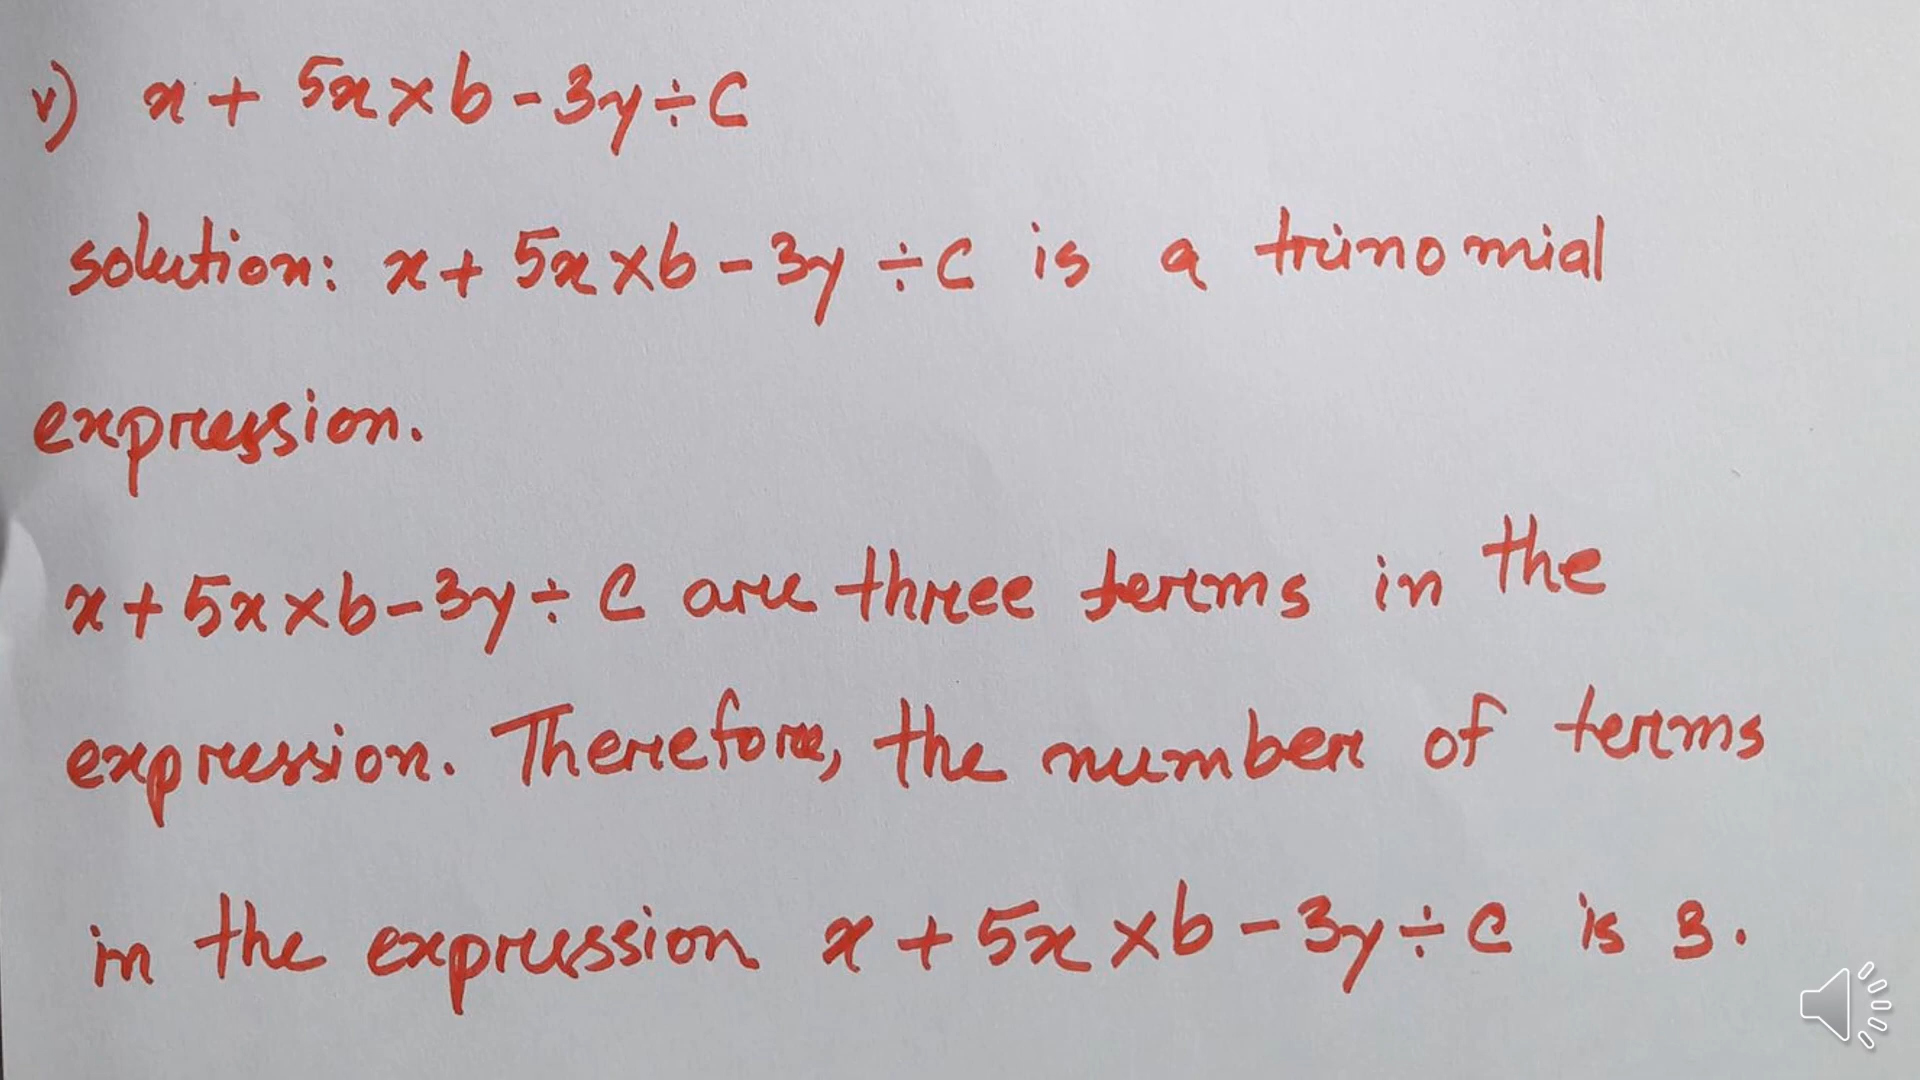 v) x + 5x×b-3y÷c
solution: x+ 5x×b-3y ÷c is a trinomial
expression.
x+5x×b-3y÷c are three terms in the
expression. Therefore, the number of terms
in the expression x+5x×b-3y÷c is 3.